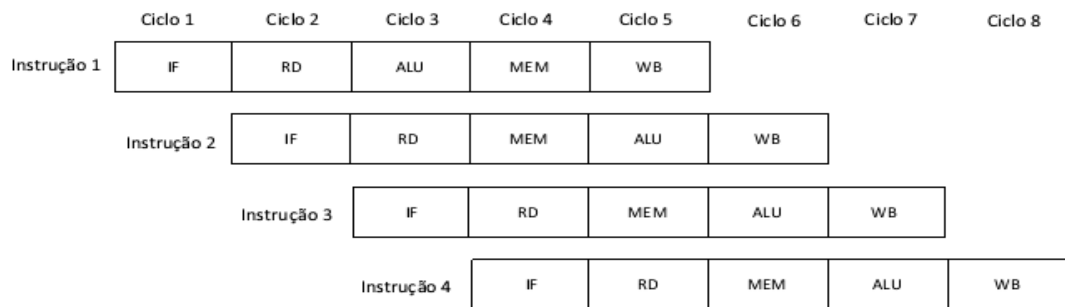 Ciclo 1 Ciclo 2 Ciclo 3 Ciclo 4 Ciclo 5 Ciclo 6 Ciclo 7 Ciclo 8
Instrução 1 IF RD ALU MEM WB
Instrução 2 IF RD MEM ALU WB
Instrução 3 IF RD MEM ALU WB
Instrução 4 IF RD MEM ALU WB